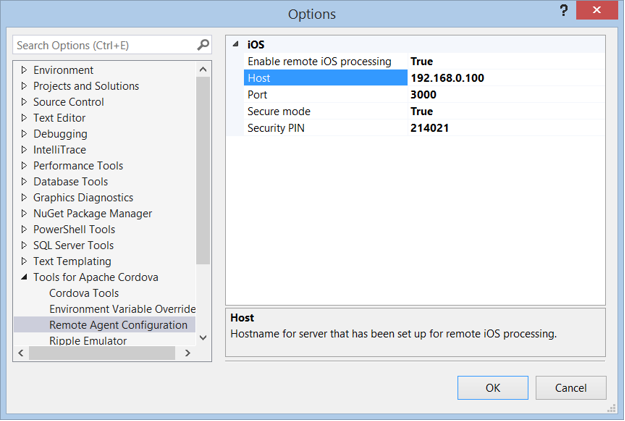 Options
?
Search Options (Ctrl+E)
Environment
Projects and Solutions
Source Control
Text Editor
Debugging
IntelliTrace
Performance Tools
Database Tools
Graphics Diagnostics
NuGet Package Manager
PowerShell Tools
SQL Server Tools
Text Templating
Tools for Apache Cordova
Cordova Tools
Environment Variable Override
Remote Agent Configuration
Ripple Emulator
iOS
Enable remote iOS processing True
Host 192.168.0.100
Port 3000
Secure mode True
Security PIN 214021
Host
Hostname for server that has been set up for remote iOS processing.
OK Cancel